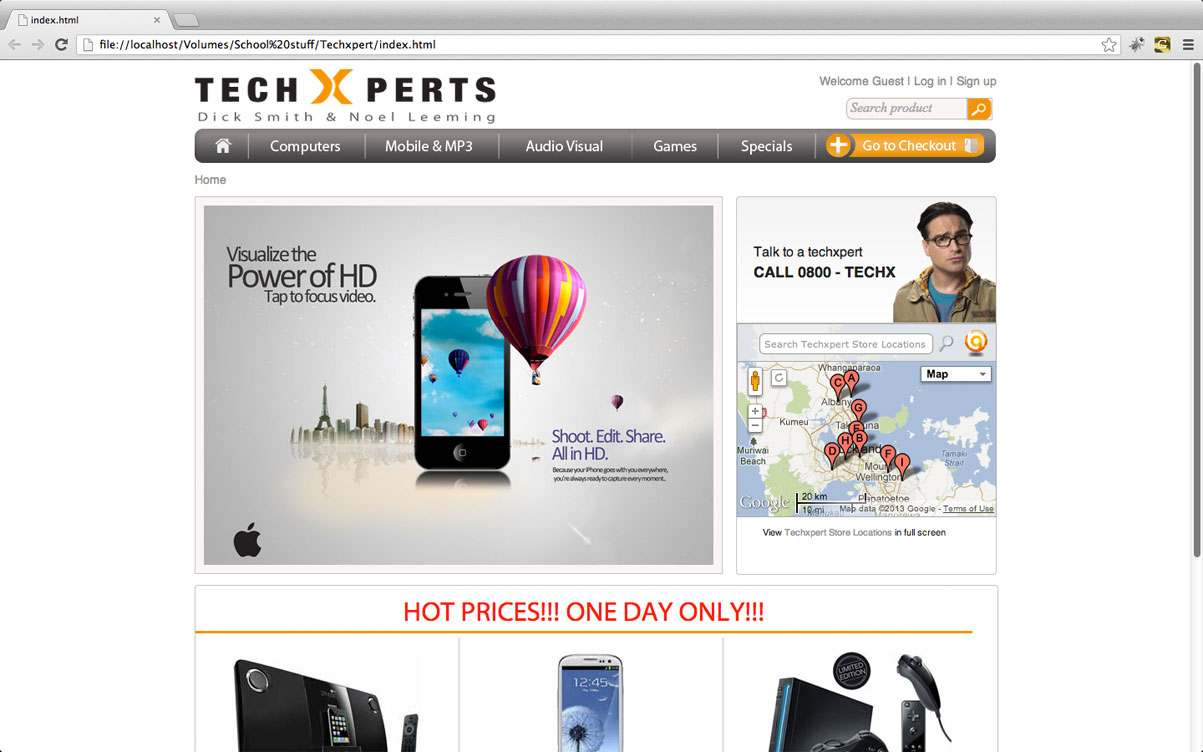 index.html
file://localhost/Volumes/School%20stuff/Techxpert/index.html
TECH X PERTS
Dick Smith & Noel Leeming
Welcome Guest | Log in | Sign up
Search product
Computers
Mobile & MP3
Audio Visual
Games
Specials
Go to Checkout
Home
Visualize the
Power of HD
Tap to focus video.
Shoot. Edit. Share.
All in HD.
Because your iPhone goes with you everywhere,
you're always ready to capture every moment..
Talk to a techxpert
CALL 0800 - TECHX
Search Techxpert Store Locations
Map
Whangaparaoa
C A
Albany
G
Kumeu
E
H B
Muriwai
Beach
D
F
I
Mount
Wellington
Tamaki
Strait
20 km
Papatoetoe
Google
10 mi
Map data ©2013 Google - Terms of Use
View Techxpert Store Locations in full screen
HOT PRICES!!! ONE DAY ONLY!!!
12:45
LIMITED
EDITION